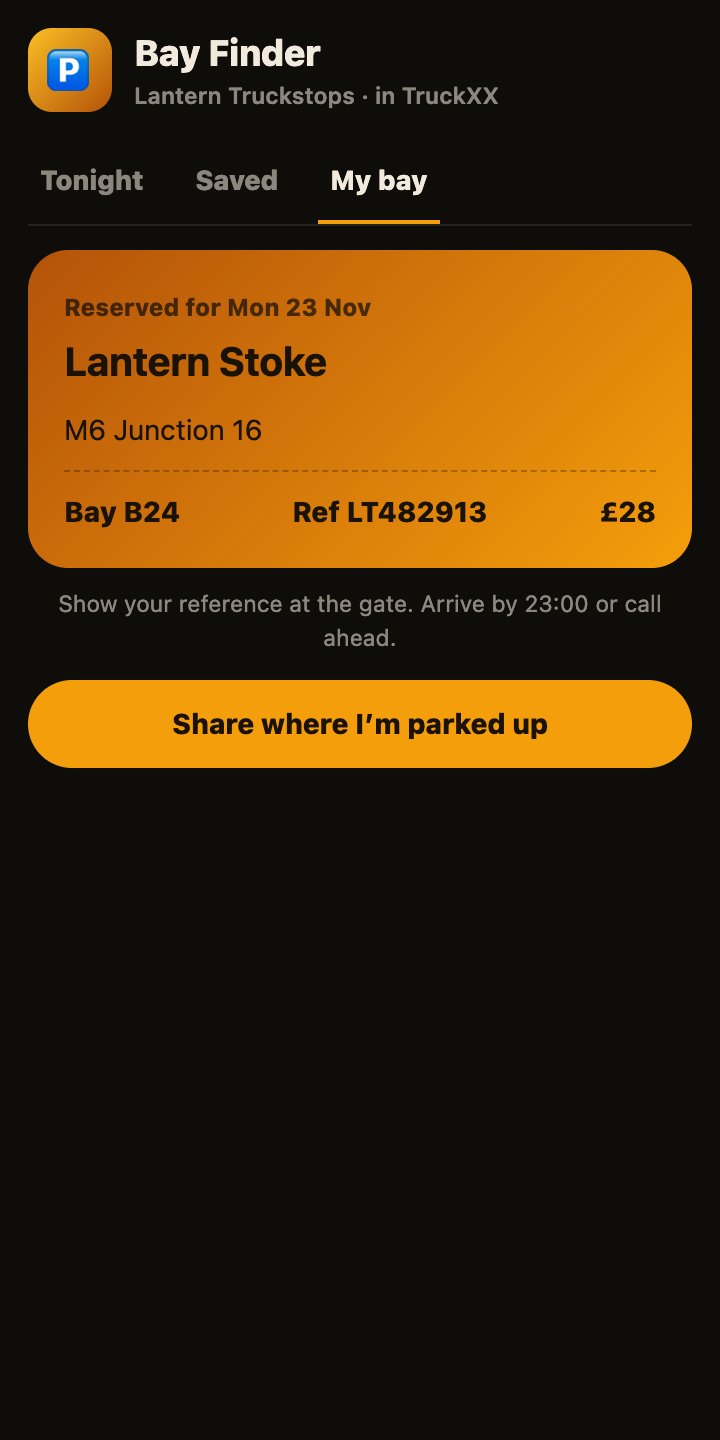 P
Bay Finder
Lantern Truckstops · in TruckXX
Tonight Saved My bay
Reserved for Mon 23 Nov
Lantern Stoke
M6 Junction 16
Bay B24 Ref LT482913 £28
Show your reference at the gate. Arrive by 23:00 or call
ahead.
Share where I’m parked up